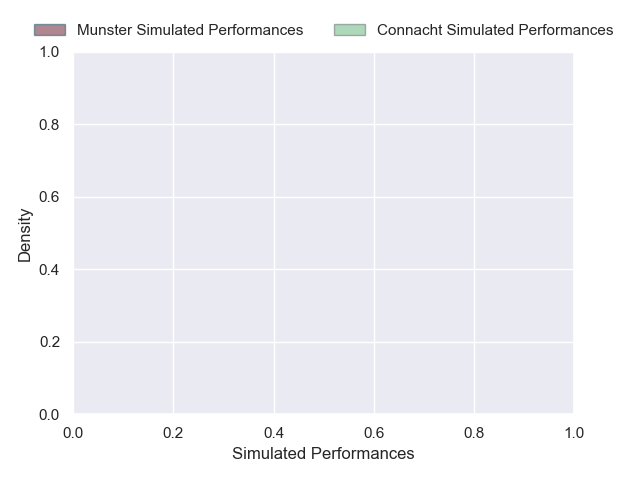 Munster Simulated Performances
Connacht Simulated Performances
1.0
0.8
0.6
0.4
0.2
0.0
Density
0.0 0.2 0.4 0.6 0.8 1.0
Simulated Performances